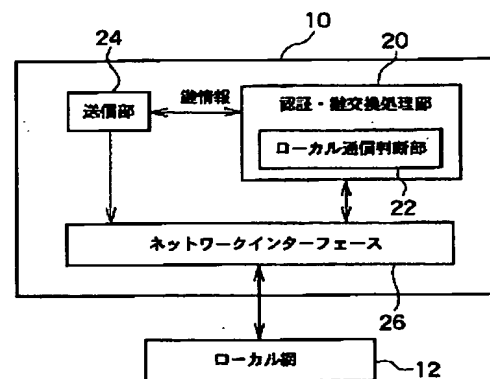 10
24
20
送信部
鍵情報
認証・鍵交換処理部
ローカル通信判断部
22
ネットワークインターフェース
26
ローカル網
12